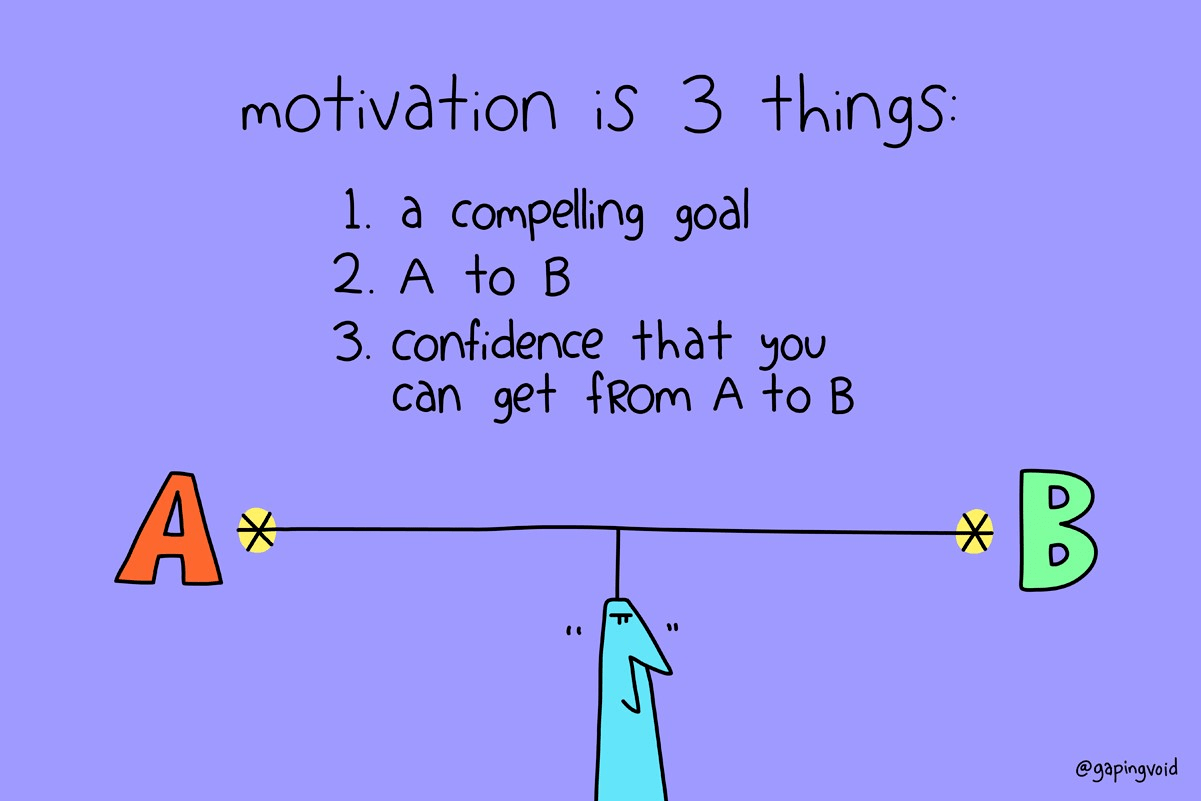 motivation is 3 things:
1. a compelling goal
2. A to B
3. confidence that you
can get fRom A to B
A
B
@gapingvoid